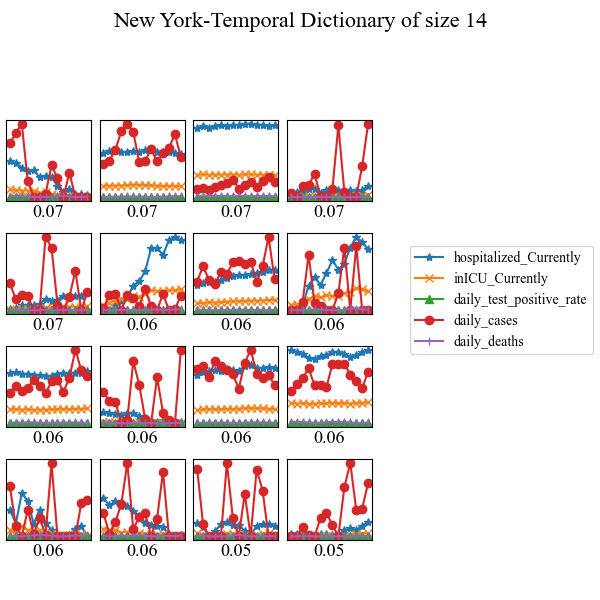 New York-Temporal Dictionary of size 14
0.07 0.07 0.07 0.07
0.07 0.06 0.06 0.06
hospitalized_Currently
inICU_Currently
daily_test_positive_rate
daily_cases
daily_deaths
0.06 0.06 0.06 0.06
0.06 0.06 0.05 0.05